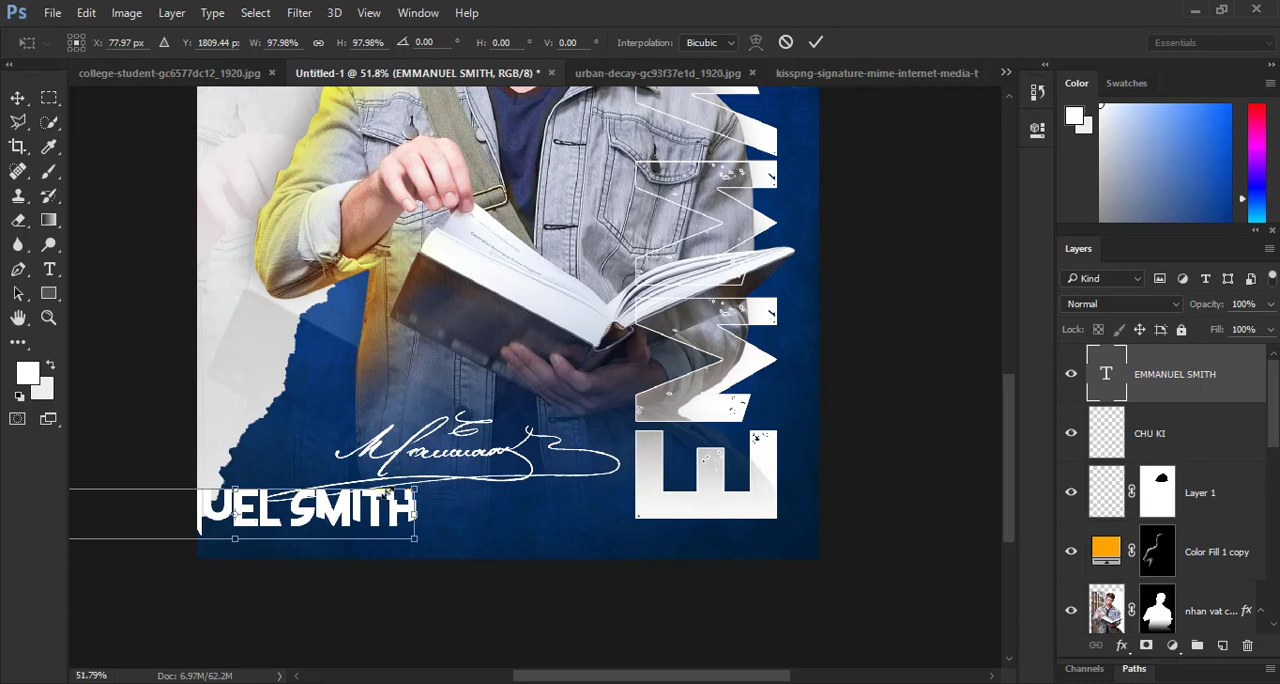 Ps File Edit Image Layer Type Select Filter 3D View Window Help
X: 77.97 px Y: 1809.44 p: W: 97.98% H: 97.98% 0.00 ° H: 0.00 ° V: 0.00 ° Interpolation: Bicubic Essentials
college-student-gc6577dc12_1920.jpg × Untitled-1 @ 51.8% (EMMANUEL SMITH, RGB/8) * × urban-decay-gc93f37e1d_1920.jpg × kisspng-signature-mime-internet-media-t
Color Swatches
Layers
Kind
Normal Opacity: 100%
Lock: Fill: 100%
T EMMANUEL SMITH
CHU KI
Layer 1
Color Fill 1 copy
nhan vat c... fx
Channels Paths
EMM
UEL SMITH
51.79% Doc: 6.97M/62.2M